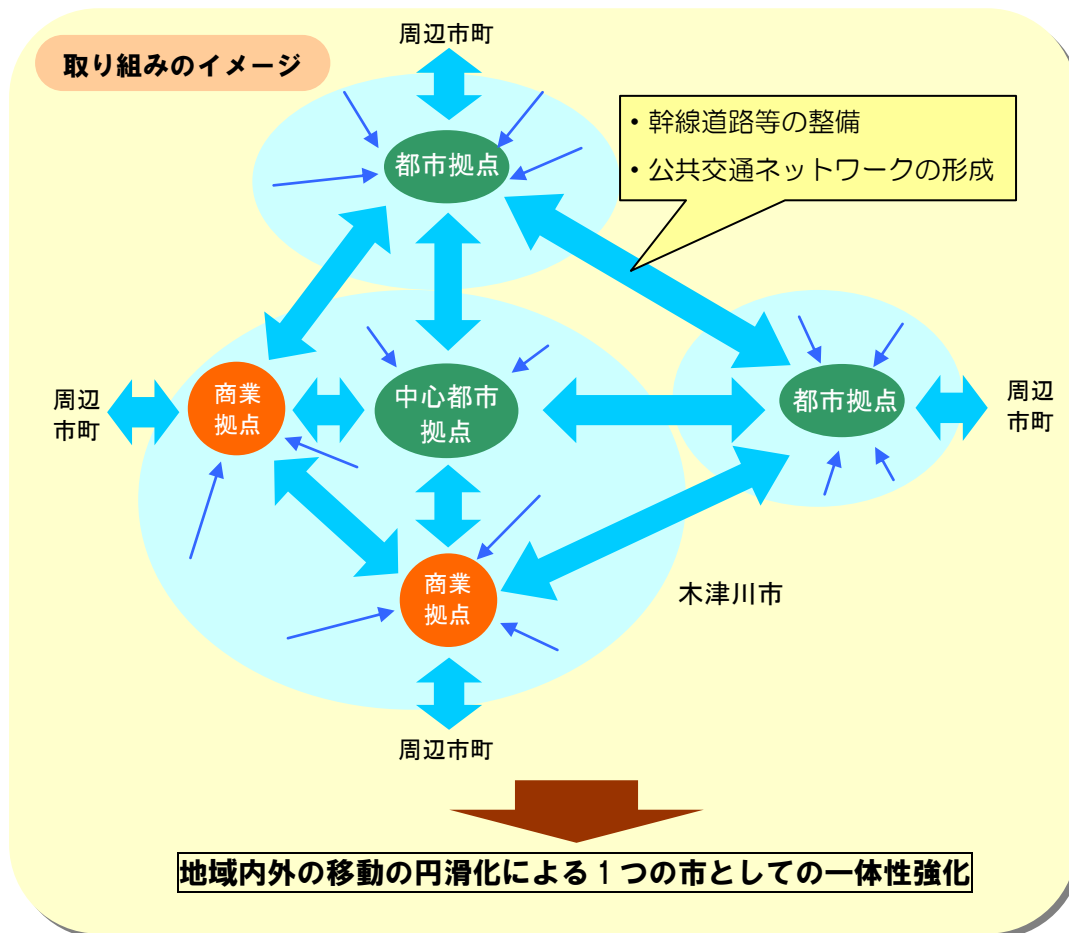 取り組みのイメージ
周辺市町
・幹線道路等の整備
・公共交通ネットワークの形成
都市拠点
周辺
市町
商業
拠点
中心都市
拠点
都市拠点
周辺
市町
商業
拠点
木津川市
周辺市町
地域内外の移動の円滑化による1つの市としての一体性強化